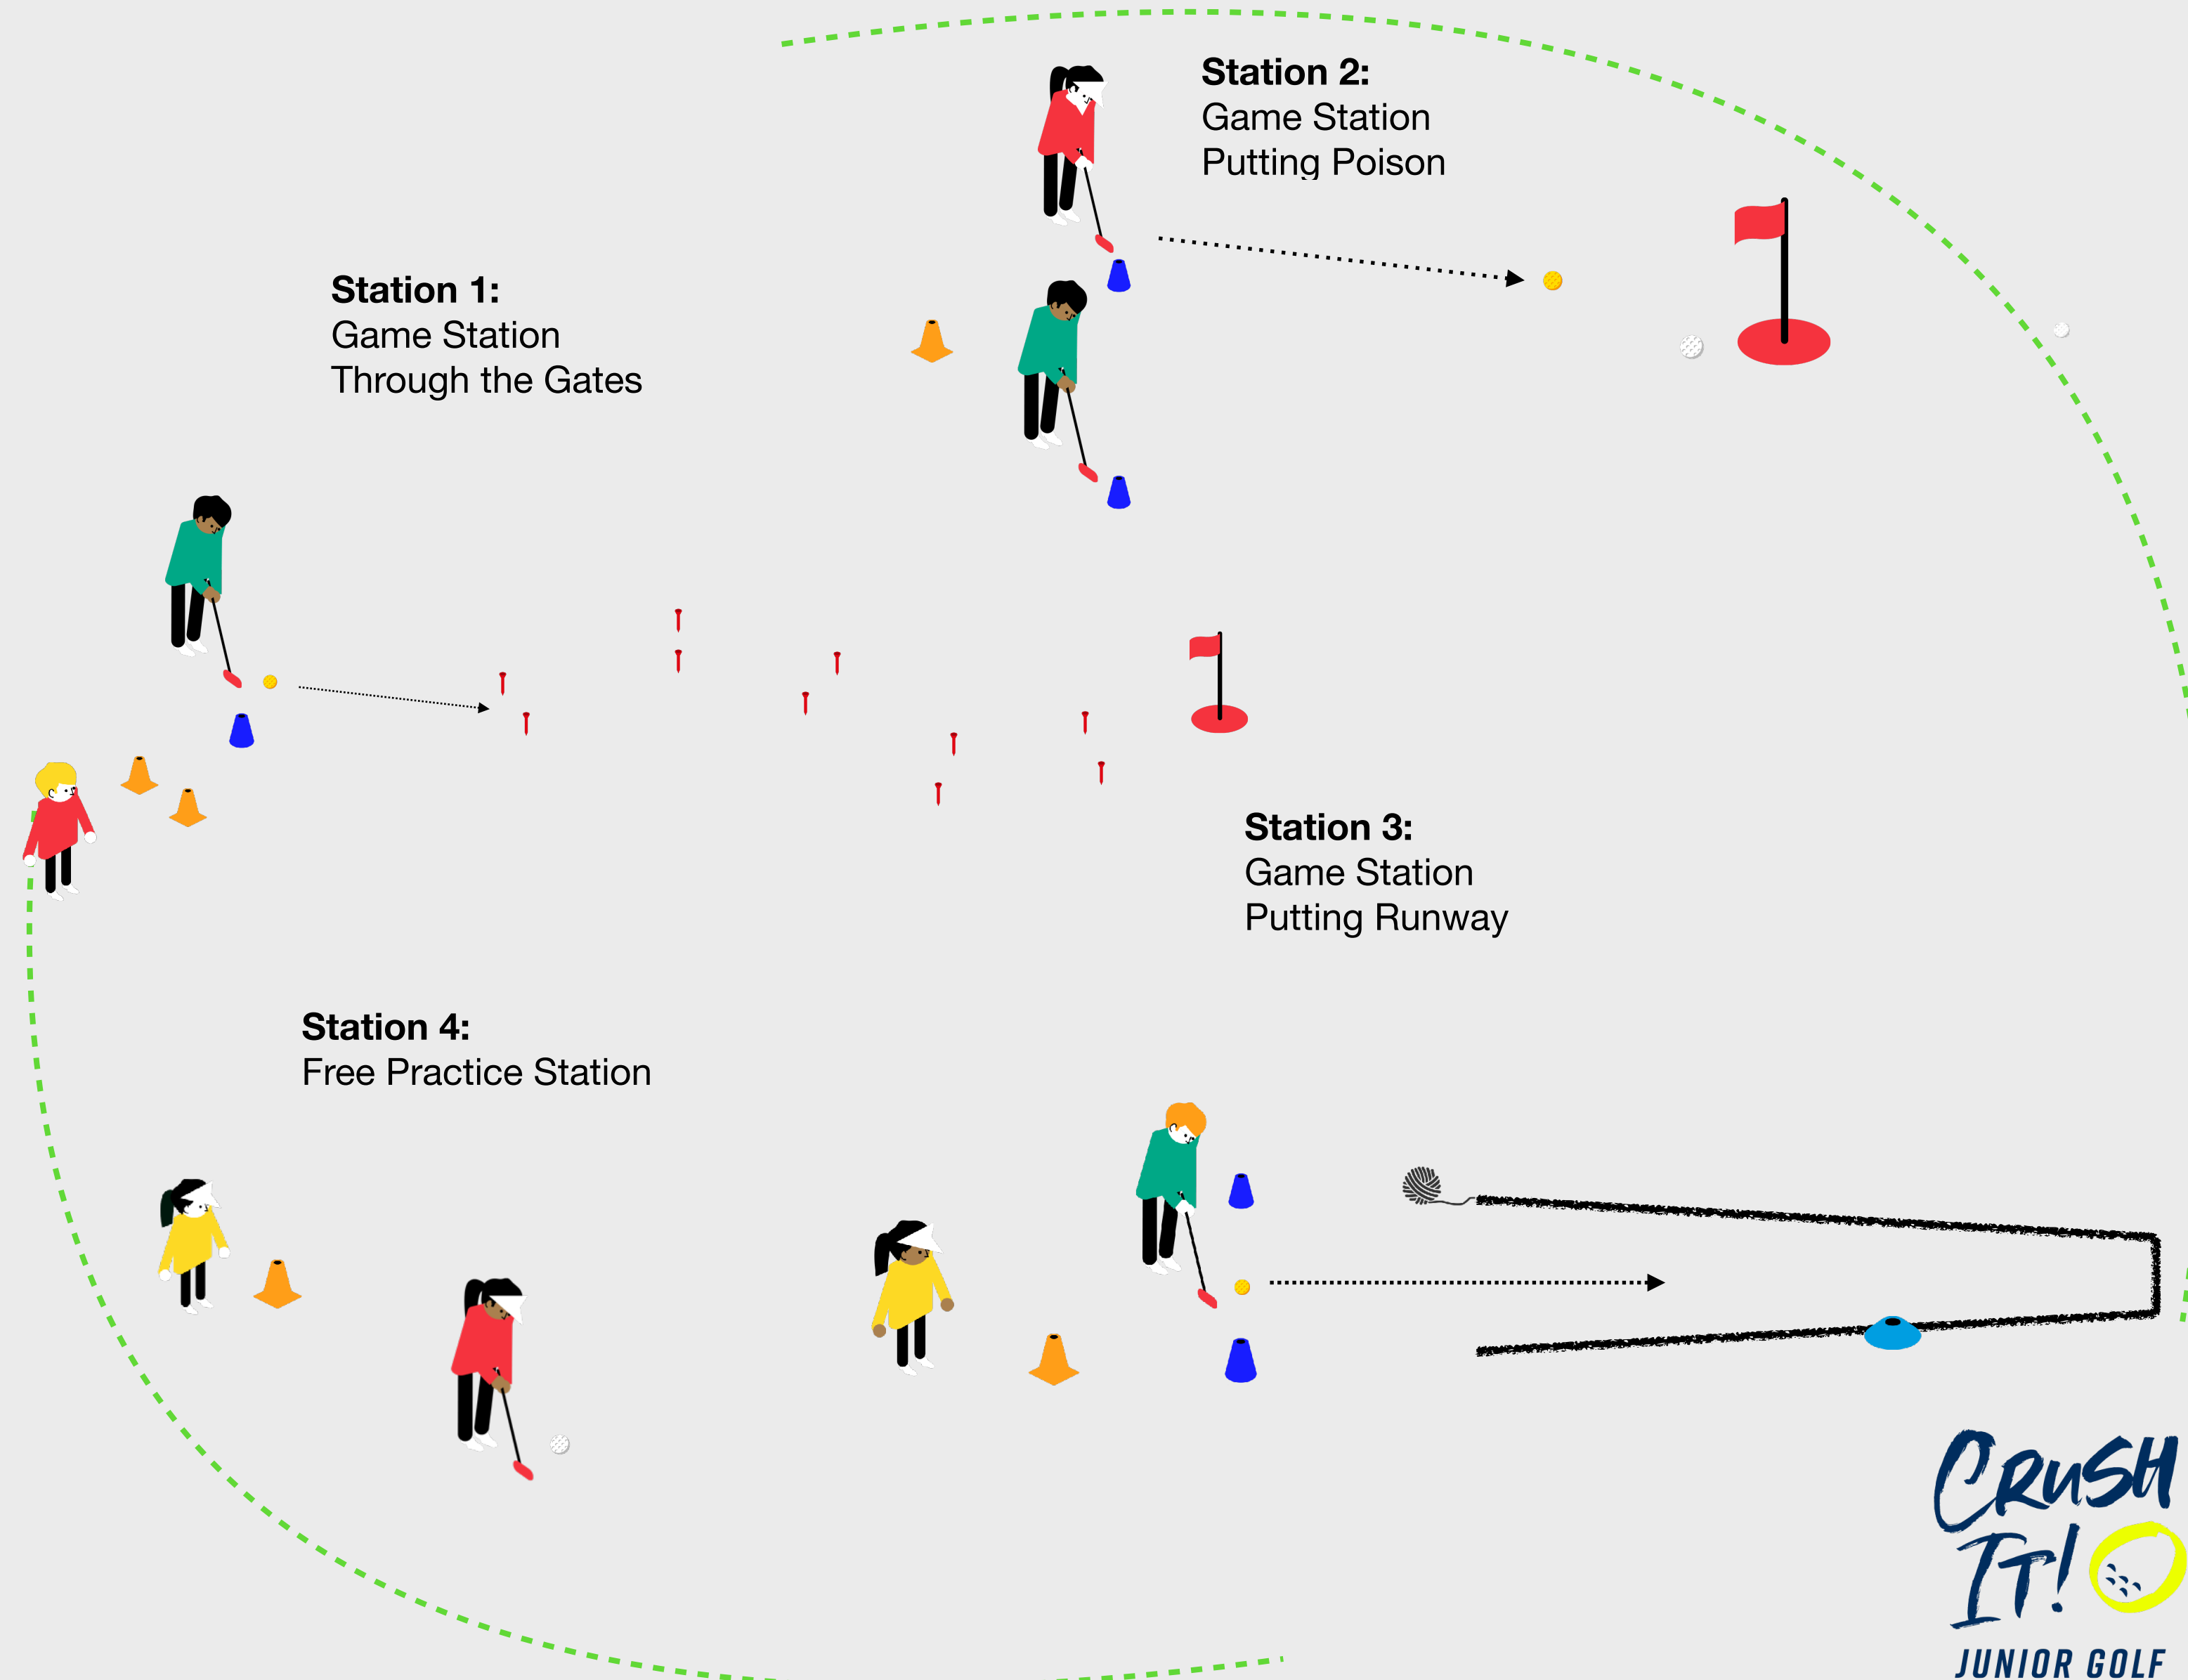 Station 1:
Game Station
Through the Gates
Station 2:
Game Station
Putting Poison
Station 3:
Game Station
Putting Runway
Station 4:
Free Practice Station
CRUSH
IT!
JUNIOR GOLF